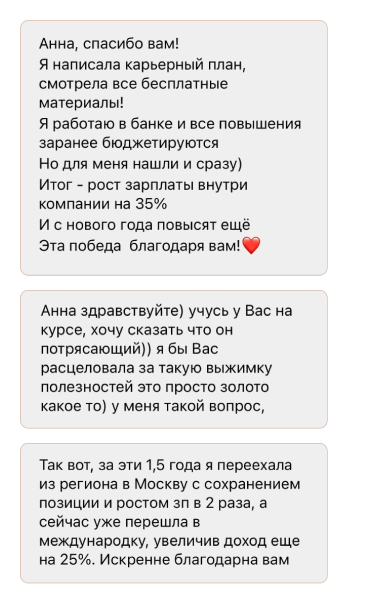 Анна, спасибо вам!
Я написала карьерный план,
смотрела все бесплатные
материалы!
Я работаю в банке и все повышения
заранее бюджетируются
Но для меня нашли и сразу)
Итог - рост зарплаты внутри
компании на 35%
И с нового года повысят ещё
Эта победа  благодаря вам!❤️
Анна здравствуйте) учусь у Вас на
курсе, хочу сказать что он
потрясающий)) я бы Вас
расцеловала за такую выжимку
полезностей это просто золото
какое то) у меня такой вопрос,
Так вот, за эти 1,5 года я переехала
из региона в Москву с сохранением
позиции и ростом зп в 2 раза, а
сейчас уже перешла в
международку, увеличив доход еще
на 25%. Искренне благодарна вам